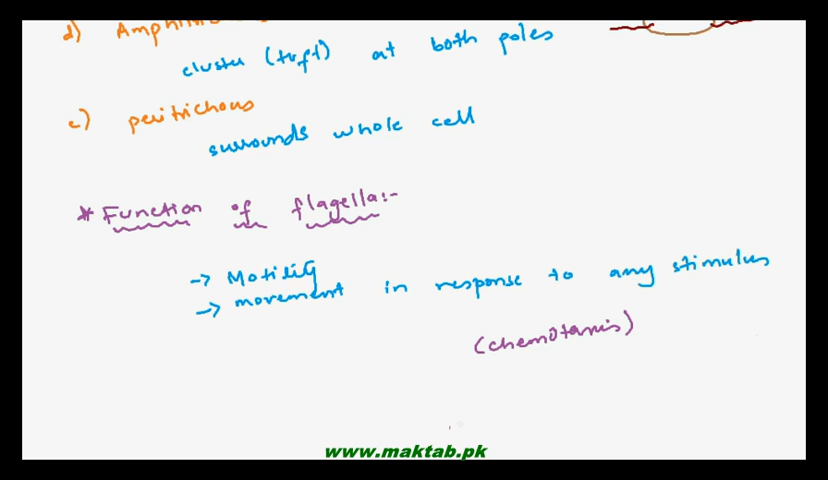 d) Amphitri
cluster (tuft) at both poles
e) peritrichous
surrounds whole cell
* Function of flagella:-
→ Motility
→ movement in response to any stimulus
(chemotaxis)
www.maktab.pk